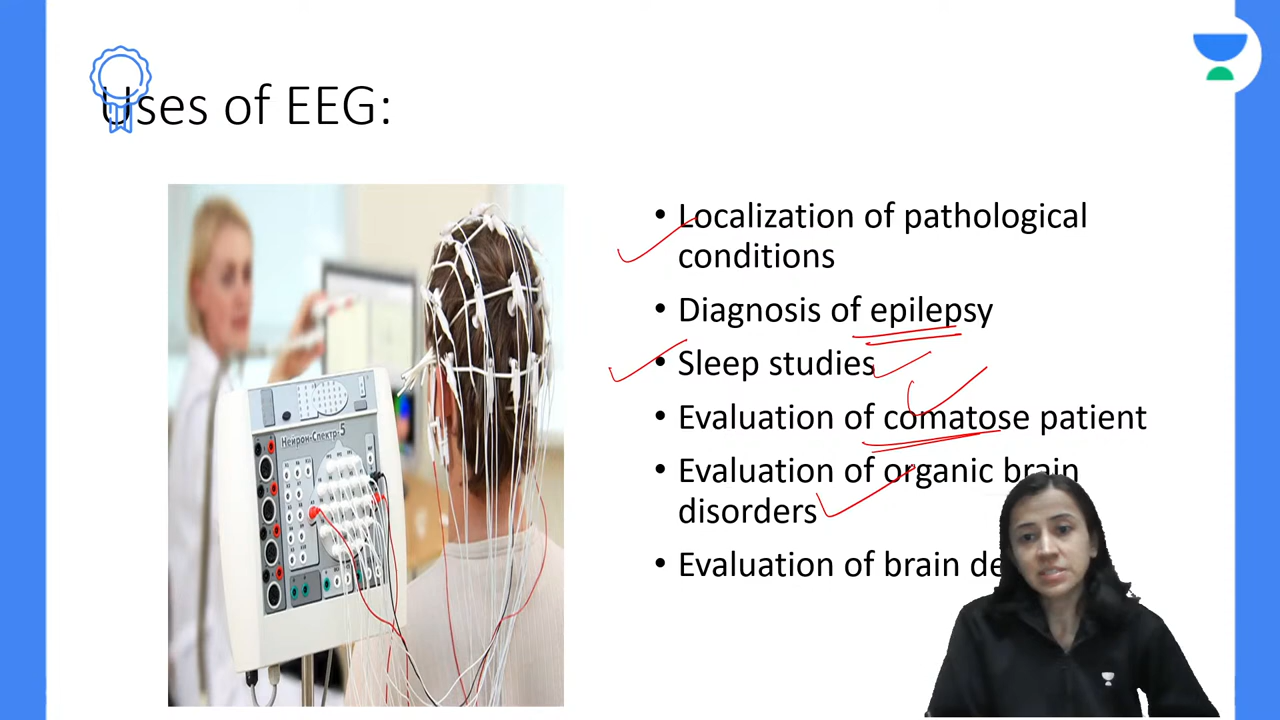 Uses of EEG:
• Localization of pathological
conditions
• Diagnosis of epilepsy
• Sleep studies
• Evaluation of comatose patient
• Evaluation of organic brain
disorders
• Evaluation of brain
Нейрон-Спектр-5